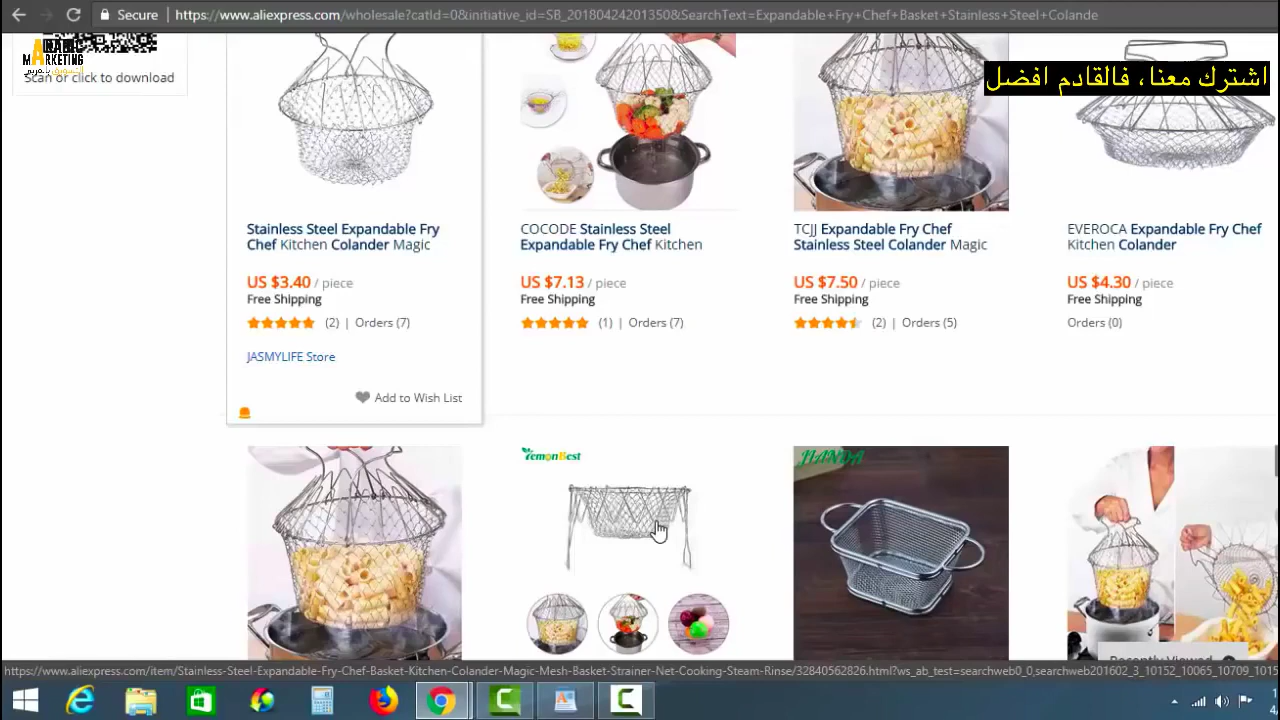 Secure
https://www.aliexpress.com/wholesale?catId=0&initiative_id=SB_20180424201350&SearchText=Expandable+Fry+Chef+Basket+Stainless+Steel+Colande
ARABIC
MARKETING
Scan or click to download
اشترك معنا، فالقادم افضل
Stainless Steel Expandable Fry
Chef Kitchen Colander Magic
US $3.40 / piece
Free Shipping
(2) | Orders (7)
JASMYLIFE Store
Add to Wish List
COCODE Stainless Steel
Expandable Fry Chef Kitchen
US $7.13 / piece
Free Shipping
(1) | Orders (7)
TCJJ Expandable Fry Chef
Stainless Steel Colander Magic
US $7.50 / piece
Free Shipping
(2) | Orders (5)
EVEROCA Expandable Fry Chef
Kitchen Colander
US $4.30 / piece
Free Shipping
Orders (0)
LemonBest
JIANDA
Recently Viewed
https://www.aliexpress.com/item/Stainless-Steel-Expandable-Fry-Chef-Basket-Kitchen-Colander-Magic-Mesh-Basket-Strainer-Net-Cooking-Steam-Rinse/32840562826.html?ws_ab_test=searchweb0_0,searchweb201602_3_10152_10065_10709_1015